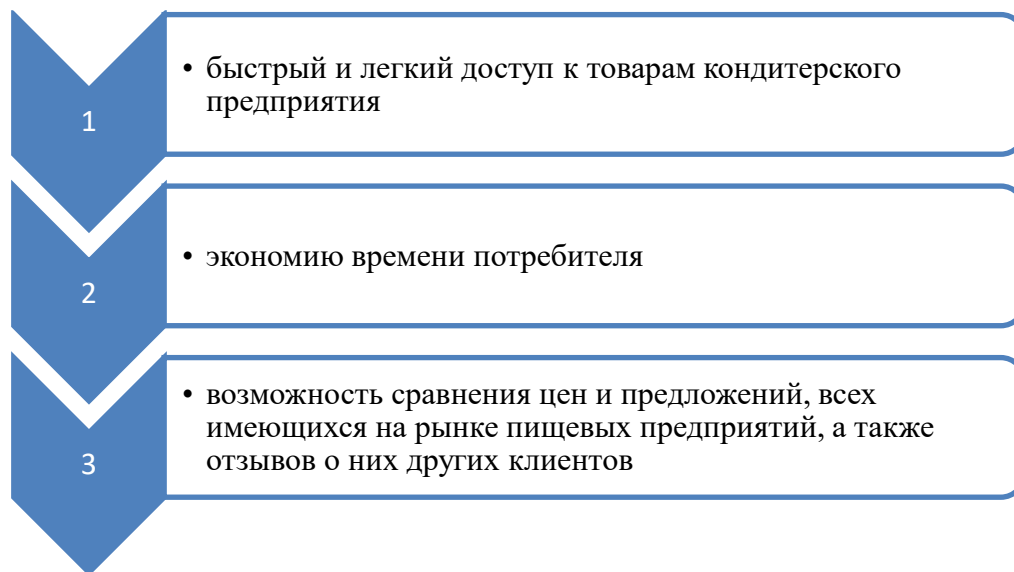 1
• быстрый и легкий доступ к товарам кондитерского
предприятия
2
• экономию времени потребителя
3
• возможность сравнения цен и предложений, всех
имеющихся на рынке пищевых предприятий, а также
отзывов о них других клиентов